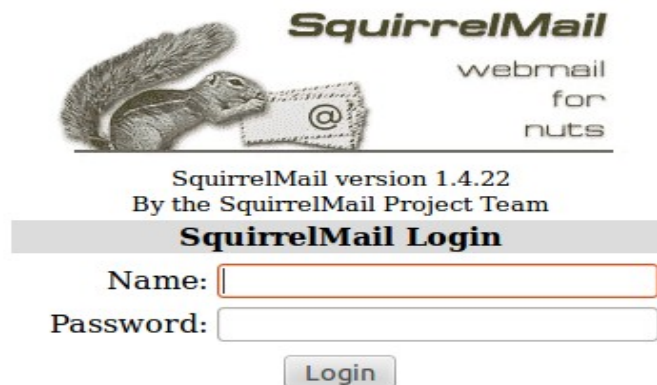 SquirrelMail
webmail
for
nuts
@
SquirrelMail version 1.4.22
By the SquirrelMail Project Team
SquirrelMail Login
Name:
Password:
Login